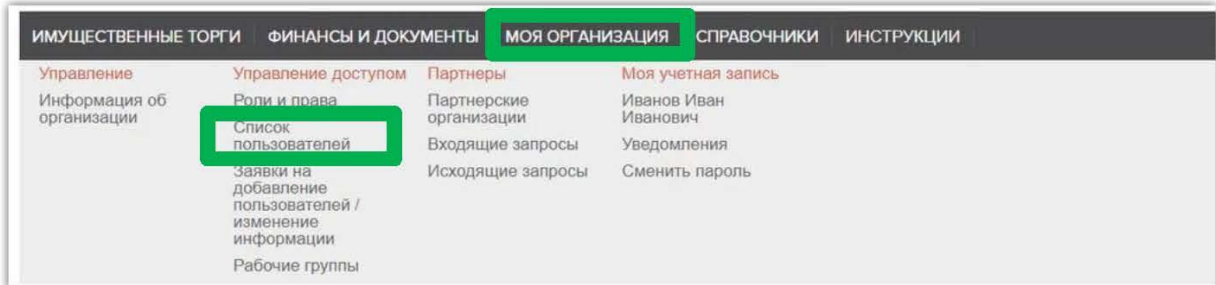 ИМУЩЕСТВЕННЫЕ ТОРГИ ФИНАНСЫ И ДОКУМЕНТЫ МОЯ ОРГАНИЗАЦИЯ СПРАВОЧНИКИ ИНСТРУКЦИИ
Управление
Информация об
организации
Управление доступом
Роли и права
Список
пользователей
Заявки на
добавление
пользователей /
изменение
информации
Рабочие группы
Партнеры
Партнерские
организации
Входящие запросы
Исходящие запросы
Моя учетная запись
Иванов Иван
Иванович
Уведомления
Сменить пароль